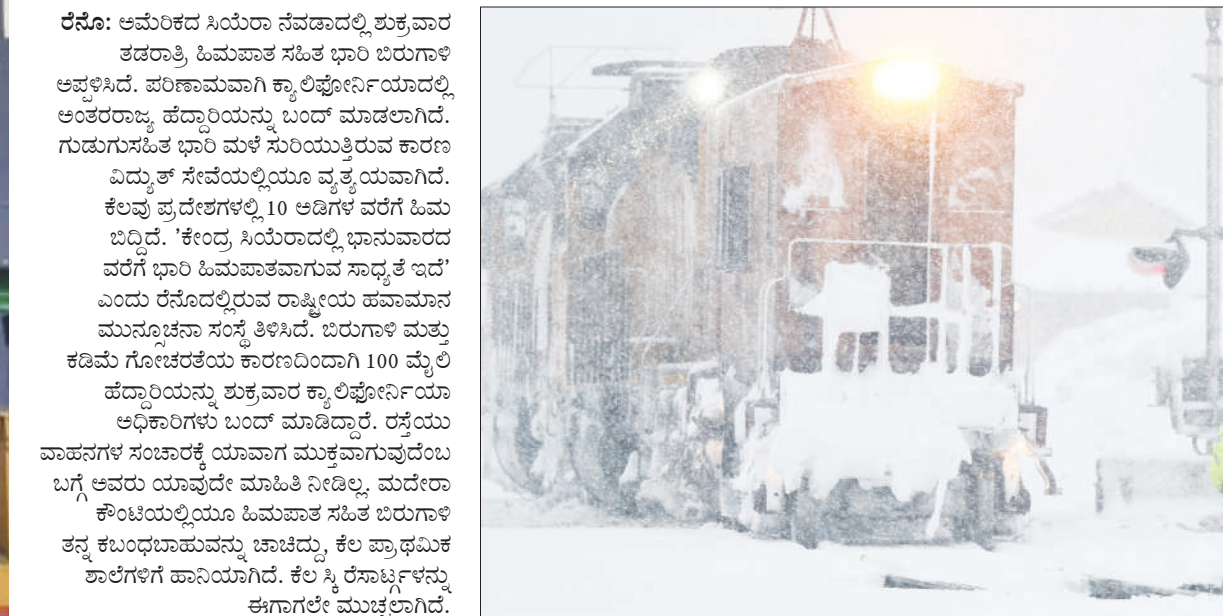 ರೆನೊ: ಅಮೆರಿಕದ ಸಿಯೆರಾ ನೆವಡಾದಲ್ಲಿ ಶುಕ್ರವಾರ
ತಡರಾತ್ರಿ ಹಿಮಪಾತ ಸಹಿತ ಭಾರಿ ಬಿರುಗಾಳಿ
ಅಪ್ಪಳಿಸಿದೆ. ಪರಿಣಾಮವಾಗಿ ಕ್ಯಾಲಿಫೋರ್ನಿಯಾದಲ್ಲಿ
ಅಂತರರಾಜ್ಯ ಹೆದ್ದಾರಿಯನ್ನು ಬಂದ್ ಮಾಡಲಾಗಿದೆ.
ಗುಡುಗುಸಹಿತ ಭಾರಿ ಮಳೆ ಸುರಿಯುತ್ತಿರುವ ಕಾರಣ
ವಿದ್ಯುತ್ ಸೇವೆಯಲ್ಲಿಯೂ ವ್ಯತ್ಯಯವಾಗಿದೆ.
ಕೆಲವು ಪ್ರದೇಶಗಳಲ್ಲಿ 10 ಅಡಿಗಳ ವರೆಗೆ ಹಿಮ
ಬಿದ್ದಿದೆ. 'ಕೇಂದ್ರ ಸಿಯೆರಾದಲ್ಲಿ ಭಾನುವಾರದ
ವರೆಗೆ ಭಾರಿ ಹಿಮಪಾತವಾಗುವ ಸಾಧ್ಯತೆ ಇದೆ'
ಎಂದು ರೆನೊದಲ್ಲಿರುವ ರಾಷ್ಟ್ರೀಯ ಹವಾಮಾನ
ಮುನ್ಸೂಚನಾ ಸಂಸ್ಥೆ ತಿಳಿಸಿದೆ. ಬಿರುಗಾಳಿ ಮತ್ತು
ಕಡಿಮೆ ಗೋಚರತೆಯ ಕಾರಣದಿಂದಾಗಿ 100 ಮೈಲಿ
ಹೆದ್ದಾರಿಯನ್ನು ಶುಕ್ರವಾರ ಕ್ಯಾಲಿಫೋರ್ನಿಯಾ
ಅಧಿಕಾರಿಗಳು ಬಂದ್ ಮಾಡಿದ್ದಾರೆ. ರಸ್ತೆಯು
ವಾಹನಗಳ ಸಂಚಾರಕ್ಕೆ ಯಾವಾಗ ಮುಕ್ತವಾಗುವುದೆಂಬ
ಬಗ್ಗೆ ಅವರು ಯಾವುದೇ ಮಾಹಿತಿ ನೀಡಿಲ್ಲ. ಮದೇರಾ
ಕೌಂಟಿಯಲ್ಲಿಯೂ ಹಿಮಪಾತ ಸಹಿತ ಬಿರುಗಾಳಿ
ತನ್ನ ಕಬಂಧಬಾಹುವನ್ನು ಚಾಚಿದ್ದು, ಕೆಲ ಪ್ರಾಥಮಿಕ
ಶಾಲೆಗಳಿಗೆ ಹಾನಿಯಾಗಿದೆ. ಕೆಲ ಸ್ಕಿ ರೆಸಾರ್ಟ್ಗಳನ್ನು
ಈಗಾಗಲೇ ಮುಚ್ಚಲಾಗಿದೆ.